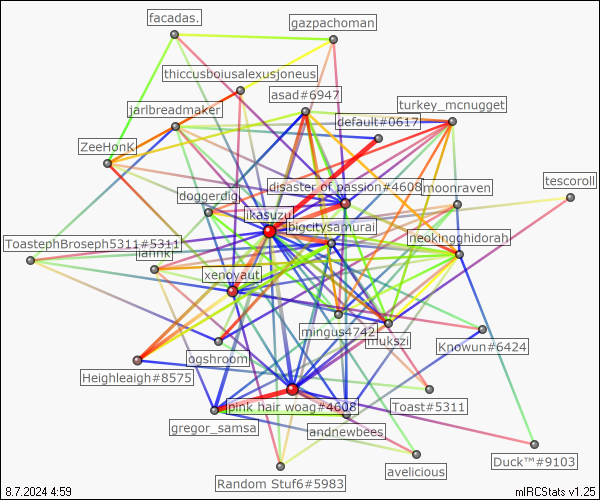 facadas.
gazpachoman
thiccusboiusalexusjoneus
asad#6947
jarlbreadmaker
turkey_mcnugget
default#0617
ZeeHonK
disaster of passion#4608
moonraven
tescoroll
doggerdig
ikasuzu
bigcitysamurai
neokingghidorah
ToastephBroseph5311#5311
iannk
xenovaut
mingus4742
mukszi
Knowun#6424
ogshroom
Heighleaigh#8575
pink hair woag#4608
Toast#5311
gregor_samsa
andnewbees
Duck™#9103
avelicious
Random Stuf6#5983
8.7.2024 4:59
mIRCStats v1.25